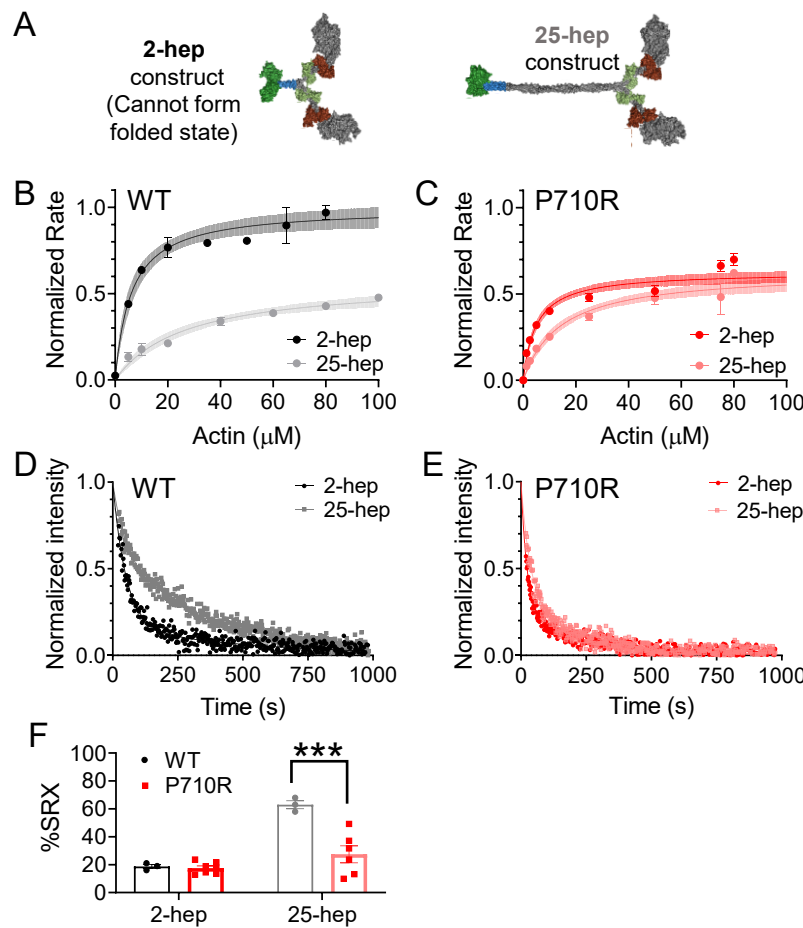 A
2-hep
construct
(Cannot form
folded state)
25-hep
construct
B
WT
Normalized Rate
1.0
0.5
0.0
0 20 40 60 80 100
Actin (μM)
2-hep
25-hep
C
P710R
Normalized Rate
1.0
0.5
0.0
0 20 40 60 80 100
Actin (μM)
2-hep
25-hep
D
WT
Normalized intensity
1.0
0.5
0.0
0 250 500 750 1000
Time (s)
2-hep
25-hep
E
P710R
Normalized intensity
1.0
0.5
0.0
0 250 500 750 1000
Time (s)
2-hep
25-hep
F
%SRX
100
80
60
40
20
0
WT
P710R
***
2-hep 25-hep